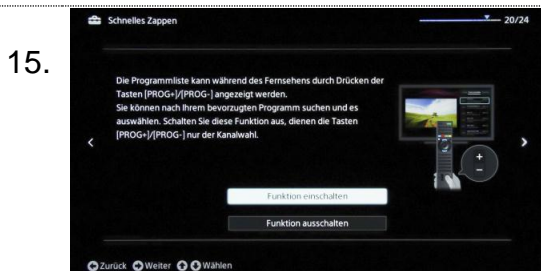 15.
Schnelles Zappen
20/24
Die Programmliste kann während des Fernsehens durch Drücken der
Tasten [PROG+]/[PROG-] angezeigt werden.
Sie können nach Ihrem bevorzugten Programm suchen und es
auswählen. Schalten Sie diese Funktion aus, dienen die Tasten
[PROG+]/[PROG-] nur der Kanalwahl.
+
−
Funktion einschalten
Funktion ausschalten
Zurück Weiter Wählen